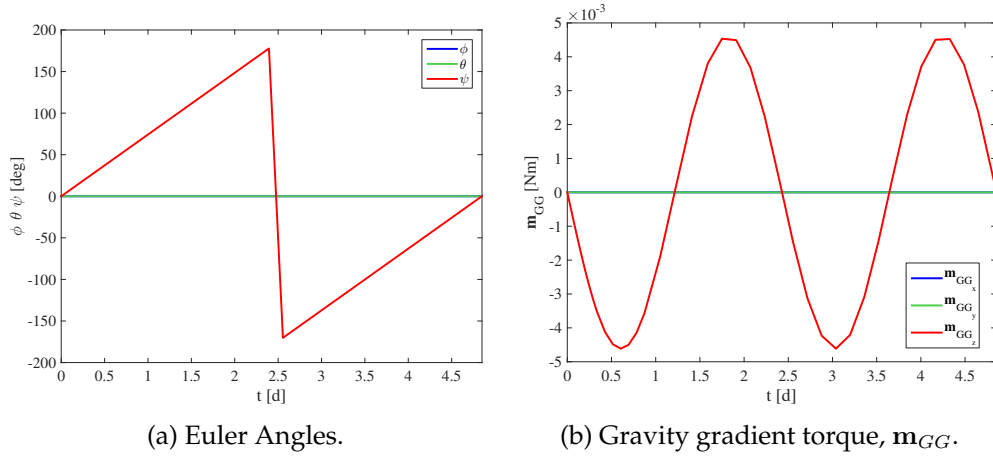 200
150
100
50
0
-50
-100
-150
-200
ϕ θ ψ [deg]
0 0.5 1 1.5 2 2.5 3 3.5 4 4.5
t [d]
ϕ
θ
ψ
(a) Euler Angles.
×10⁻³
5
4
3
2
1
0
-1
-2
-3
-4
-5
m_GG [Nm]
0 0.5 1 1.5 2 2.5 3 3.5 4 4.5
t [d]
m_GG_x
m_GG_y
m_GG_z
(b) Gravity gradient torque, m_GG.